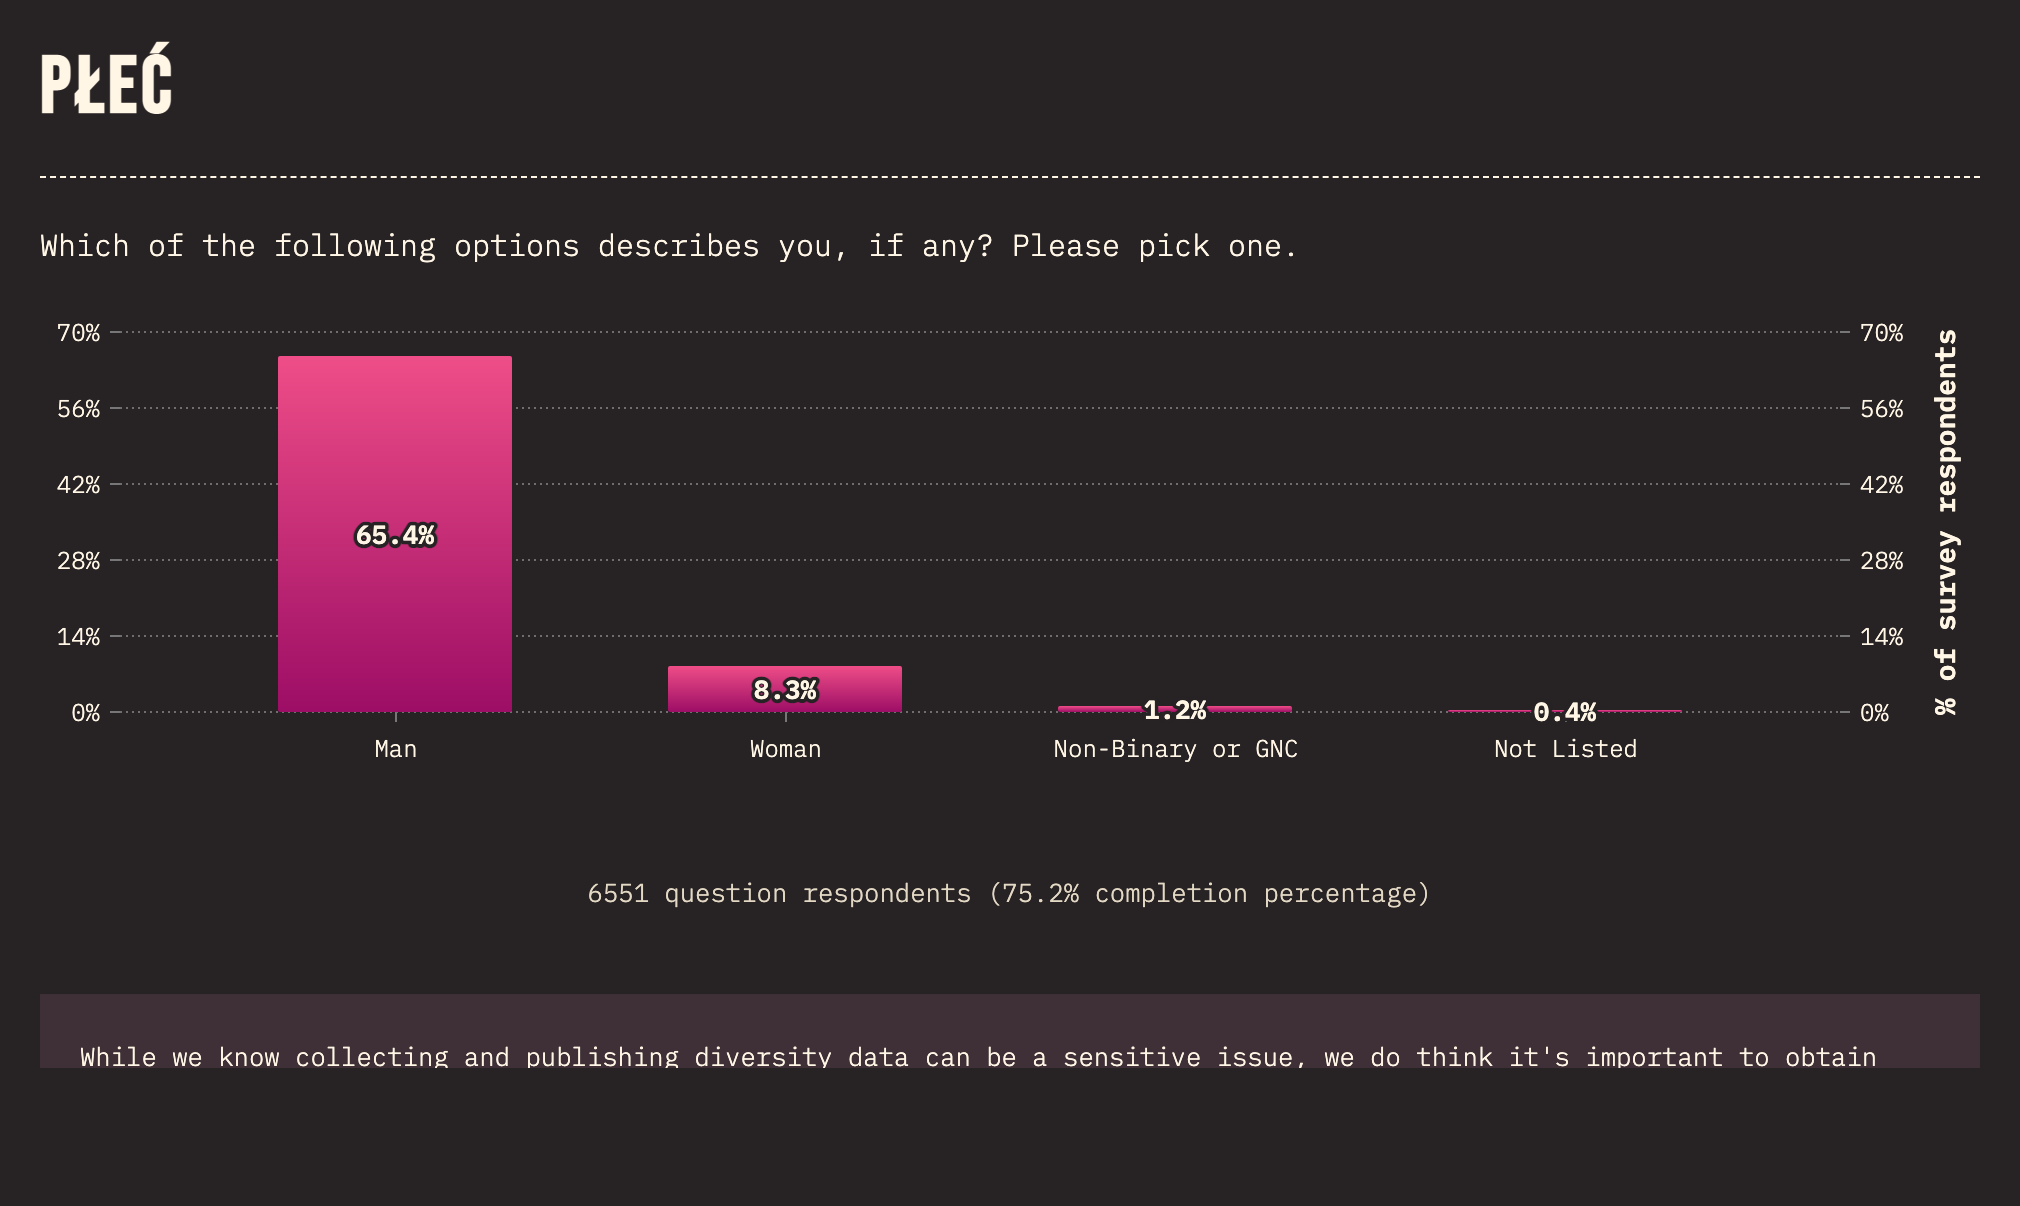 PŁEĆ
Which of the following options describes you, if any? Please pick one.
70% 70%
56% 56%
42% 42%
28% 28%
14% 14%
0% 0%
% of survey respondents
65.4%
8.3%
1.2%
0.4%
Man Woman Non-Binary or GNC Not Listed
6551 question respondents (75.2% completion percentage)
While we know collecting and publishing diversity data can be a sensitive issue, we do think it's important to obtain